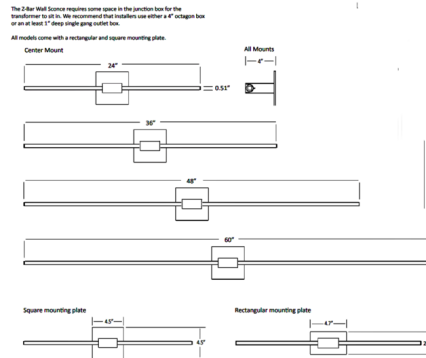 The Z-Bar Wall Sconce requires some space in the junction box for the
transformer to sit in. We recommend that installers use either a 4" octagon box
or an at least 1" deep single gang outlet box.
All models come with a rectangular and square mounting plate.
Center Mount
All Mounts
24"
4"
0.51"
36"
48"
60"
Square mounting plate
Rectangular mounting plate
4.5"
4.7"
4.5"